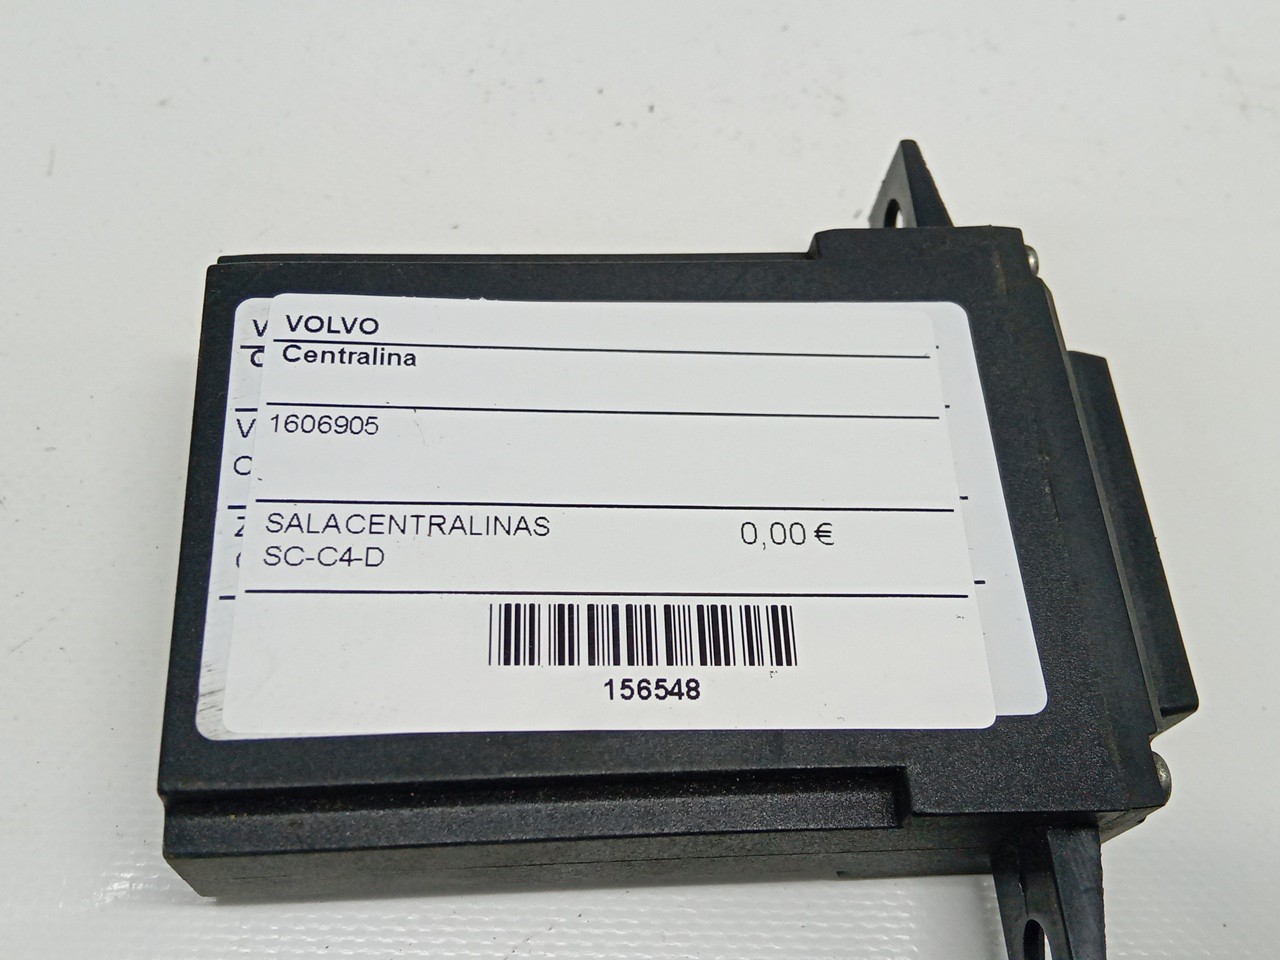 VOLVO
Centralina
1606905
SALACENTRALINAS 0,00 €
SC-C4-D
156548